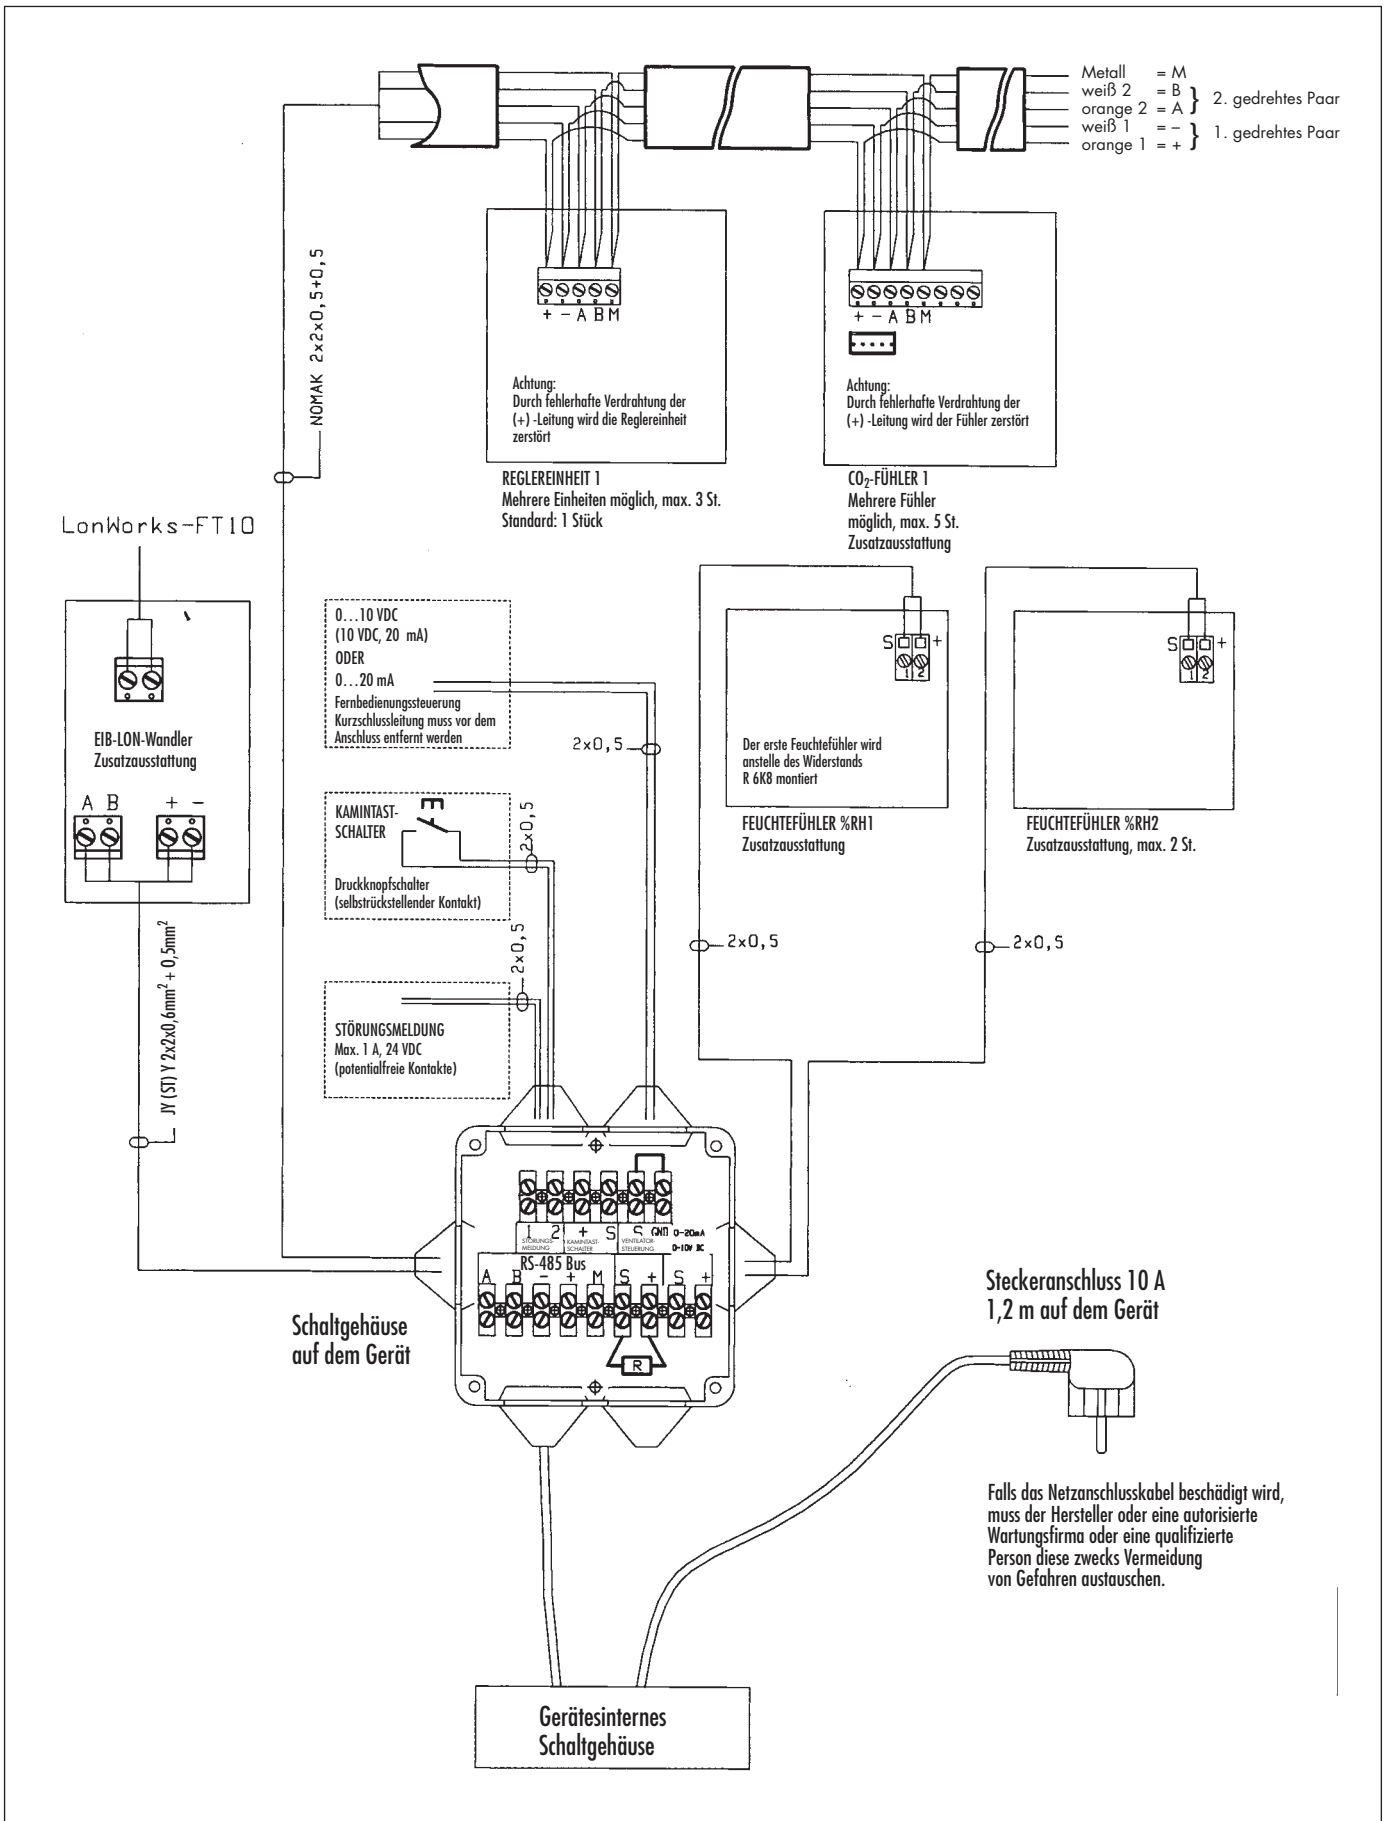 Metall = M
weiß 2 = B
orange 2 = A
} 2. gedrehtes Paar
weiß 1 = –
orange 1 = +
} 1. gedrehtes Paar
NOMAK 2x2x0,5+0,5
+ – A B M
Achtung:
Durch fehlerhafte Verdrahtung der
(+) -Leitung wird die Reglereinheit
zerstört
REGLEREINHEIT 1
Mehrere Einheiten möglich, max. 3 St.
Standard: 1 Stück
+ – A B M
Achtung:
Durch fehlerhafte Verdrahtung der
(+) -Leitung wird der Fühler zerstört
CO₂-FÜHLER 1
Mehrere Fühler
möglich, max. 5 St.
Zusatzausstattung
LonWorks-FT10
EIB-LON-Wandler
Zusatzausstattung
A B + –
JY (ST) Y 2x2x0,6mm² + 0,5mm²
0...10 VDC
(10 VDC, 20 mA)
ODER
0...20 mA
Fernbedienungssteuerung
Kurzschlussleitung muss vor dem
Anschluss entfernt werden
2x0,5
KAMINTAST-
SCHALTER
Druckknopfschalter
(selbstrückstellender Kontakt)
2x0,5
STÖRUNGSMELDUNG
Max. 1 A, 24 VDC
(potentialfreie Kontakte)
2x0,5
S +
1 2
Der erste Feuchtefühler wird
anstelle des Widerstands
R 6K8 montiert
FEUCHTEFÜHLER %RH1
Zusatzausstattung
2x0,5
S +
1 2
FEUCHTEFÜHLER %RH2
Zusatzausstattung, max. 2 St.
2x0,5
1 2 + S S GND 0-20mA
0-10V DC
STÖRUNGS-
MELDUNG
KAMINTAST-
SCHALTER
VENTILATOR-
STEUERUNG
RS-485 Bus
A B – + M S + S +
R
Schaltgehäuse
auf dem Gerät
Steckeranschluss 10 A
1,2 m auf dem Gerät
Falls das Netzanschlusskabel beschädigt wird,
muss der Hersteller oder eine autorisierte
Wartungsfirma oder eine qualifizierte
Person diese zwecks Vermeidung
von Gefahren austauschen.
Gerätesinternes
Schaltgehäuse